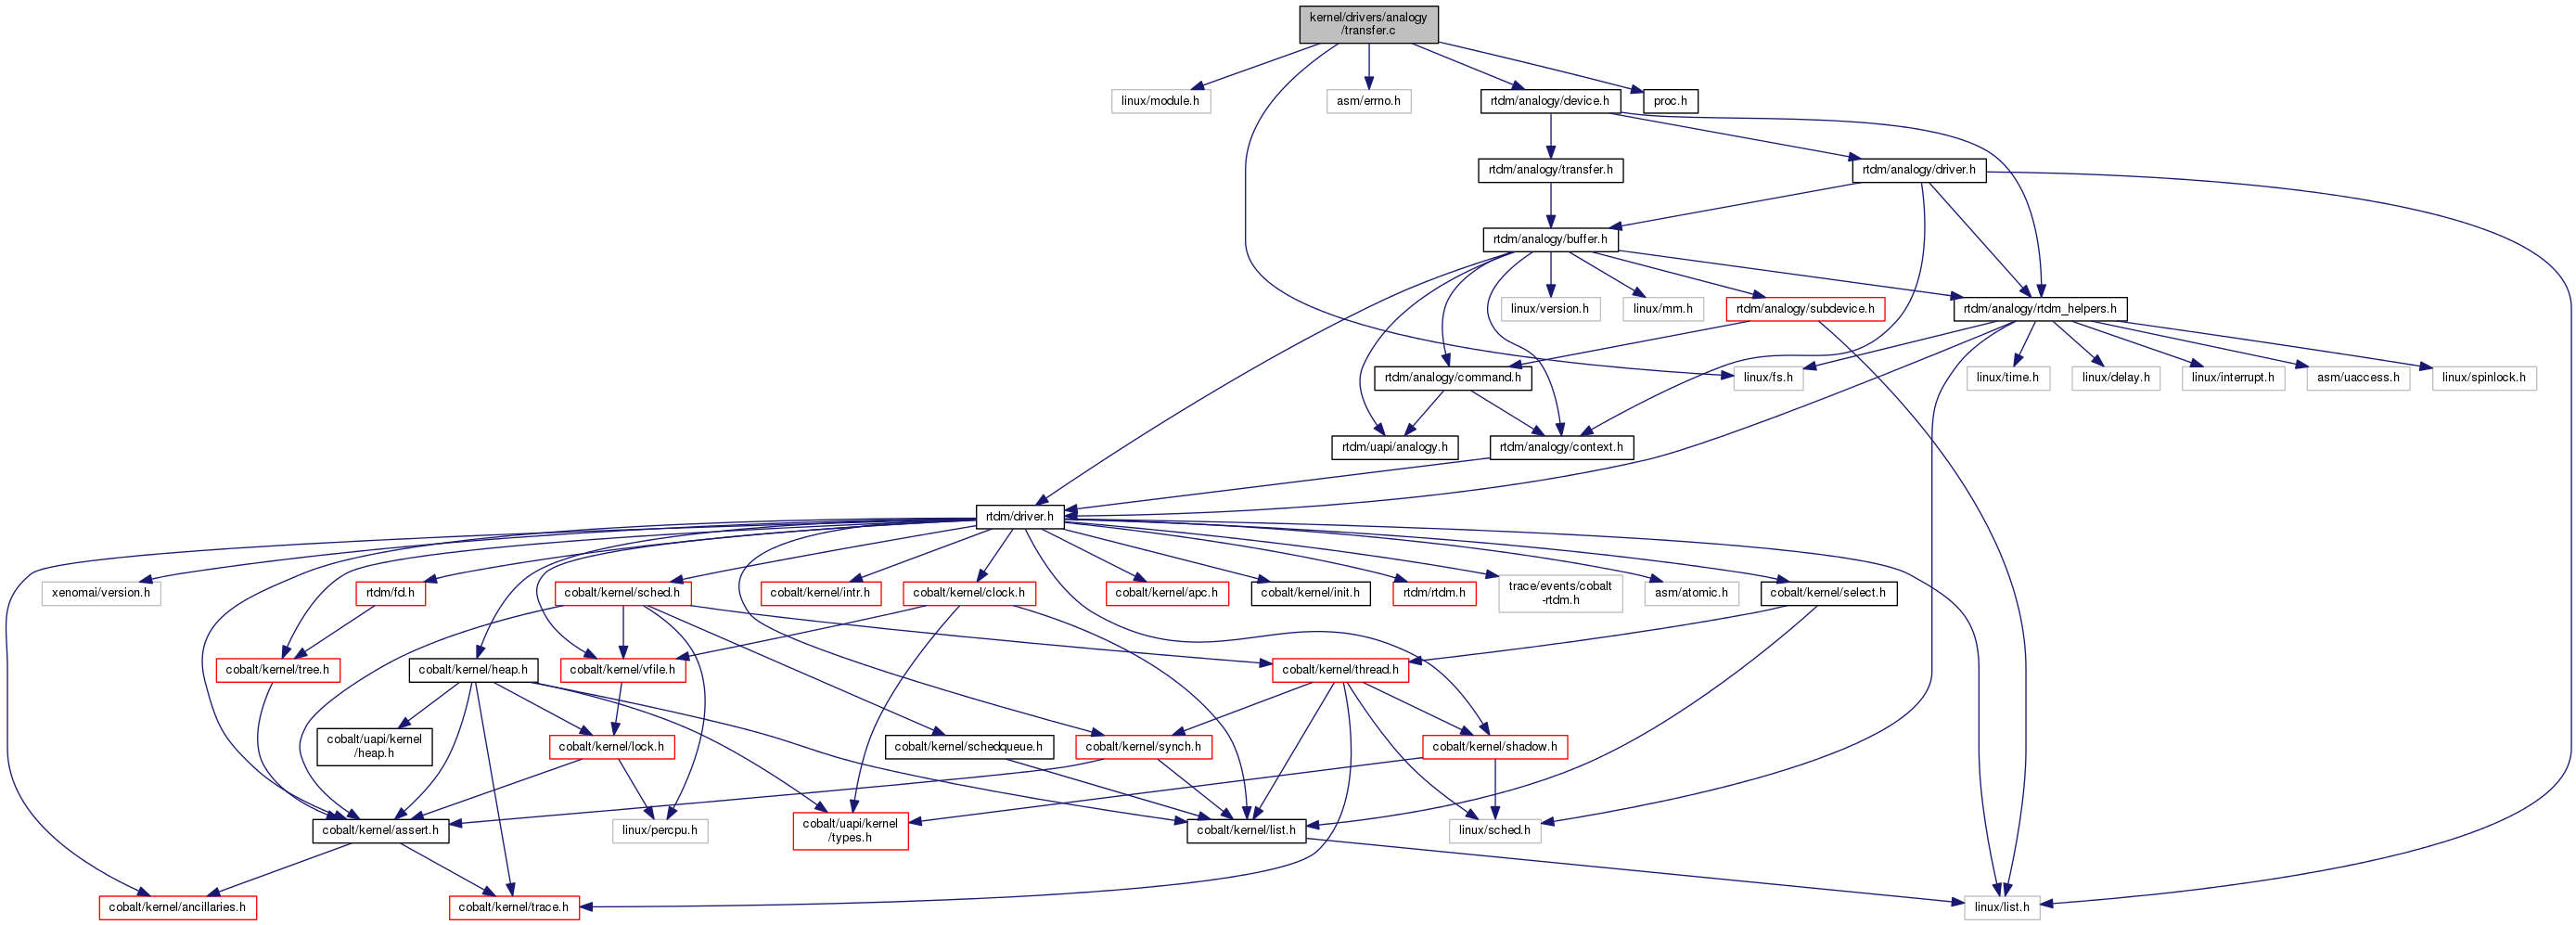 kernel/drivers/analogy
/transfer.c
linux/module.h
asm/errno.h
rtdm/analogy/device.h
proc.h
rtdm/analogy/transfer.h
rtdm/analogy/driver.h
rtdm/analogy/buffer.h
linux/version.h
linux/mm.h
rtdm/analogy/subdevice.h
rtdm/analogy/rtdm_helpers.h
rtdm/analogy/command.h
linux/fs.h
linux/time.h
linux/delay.h
linux/interrupt.h
asm/uaccess.h
linux/spinlock.h
rtdm/uapi/analogy.h
rtdm/analogy/context.h
rtdm/driver.h
xenomai/version.h
rtdm/fd.h
cobalt/kernel/sched.h
cobalt/kernel/intr.h
cobalt/kernel/clock.h
cobalt/kernel/apc.h
cobalt/kernel/init.h
rtdm/rtdm.h
trace/events/cobalt
-rtdm.h
asm/atomic.h
cobalt/kernel/select.h
cobalt/kernel/tree.h
cobalt/kernel/heap.h
cobalt/kernel/vfile.h
cobalt/kernel/thread.h
cobalt/uapi/kernel
/heap.h
cobalt/kernel/lock.h
cobalt/kernel/schedqueue.h
cobalt/kernel/synch.h
cobalt/kernel/shadow.h
cobalt/kernel/assert.h
linux/percpu.h
cobalt/uapi/kernel
/types.h
cobalt/kernel/list.h
linux/sched.h
cobalt/kernel/ancillaries.h
cobalt/kernel/trace.h
linux/list.h